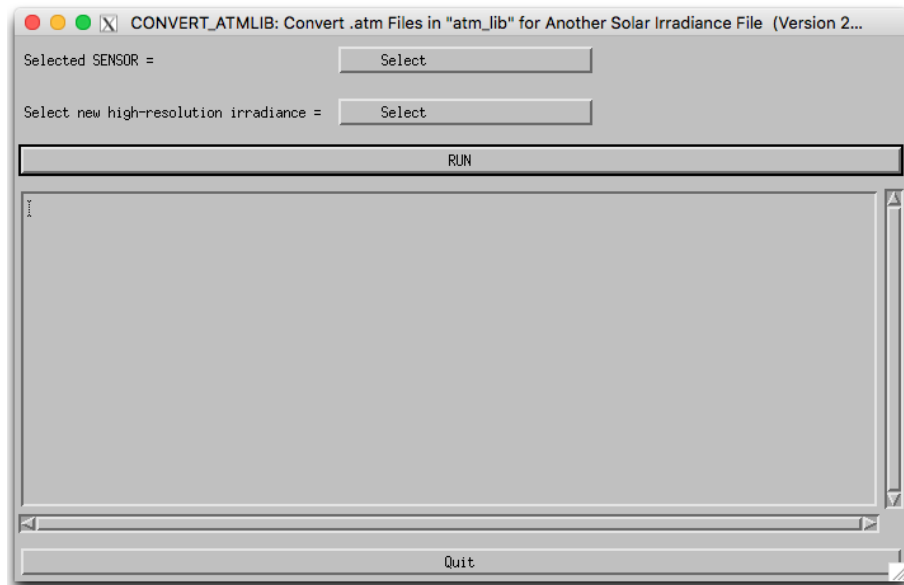 CONVERT_ATMLIB: Convert .atm Files in "atm_lib" for Another Solar Irradiance File (Version 2...
Selected SENSOR = Select
Select new high-resolution irradiance = Select
RUN
Quit